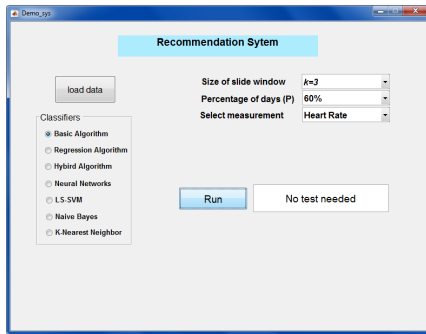 Demo_sys
Recommendation Sytem
load data
Size of slide window k=3
Percentage of days (P) 60%
Select measurement Heart Rate
Classifiers
Basic Algorithm
Regression Algorithm
Hybird Algorithm
Neural Networks
LS-SVM
Naive Bayes
K-Nearest Neighbor
Run
No test needed